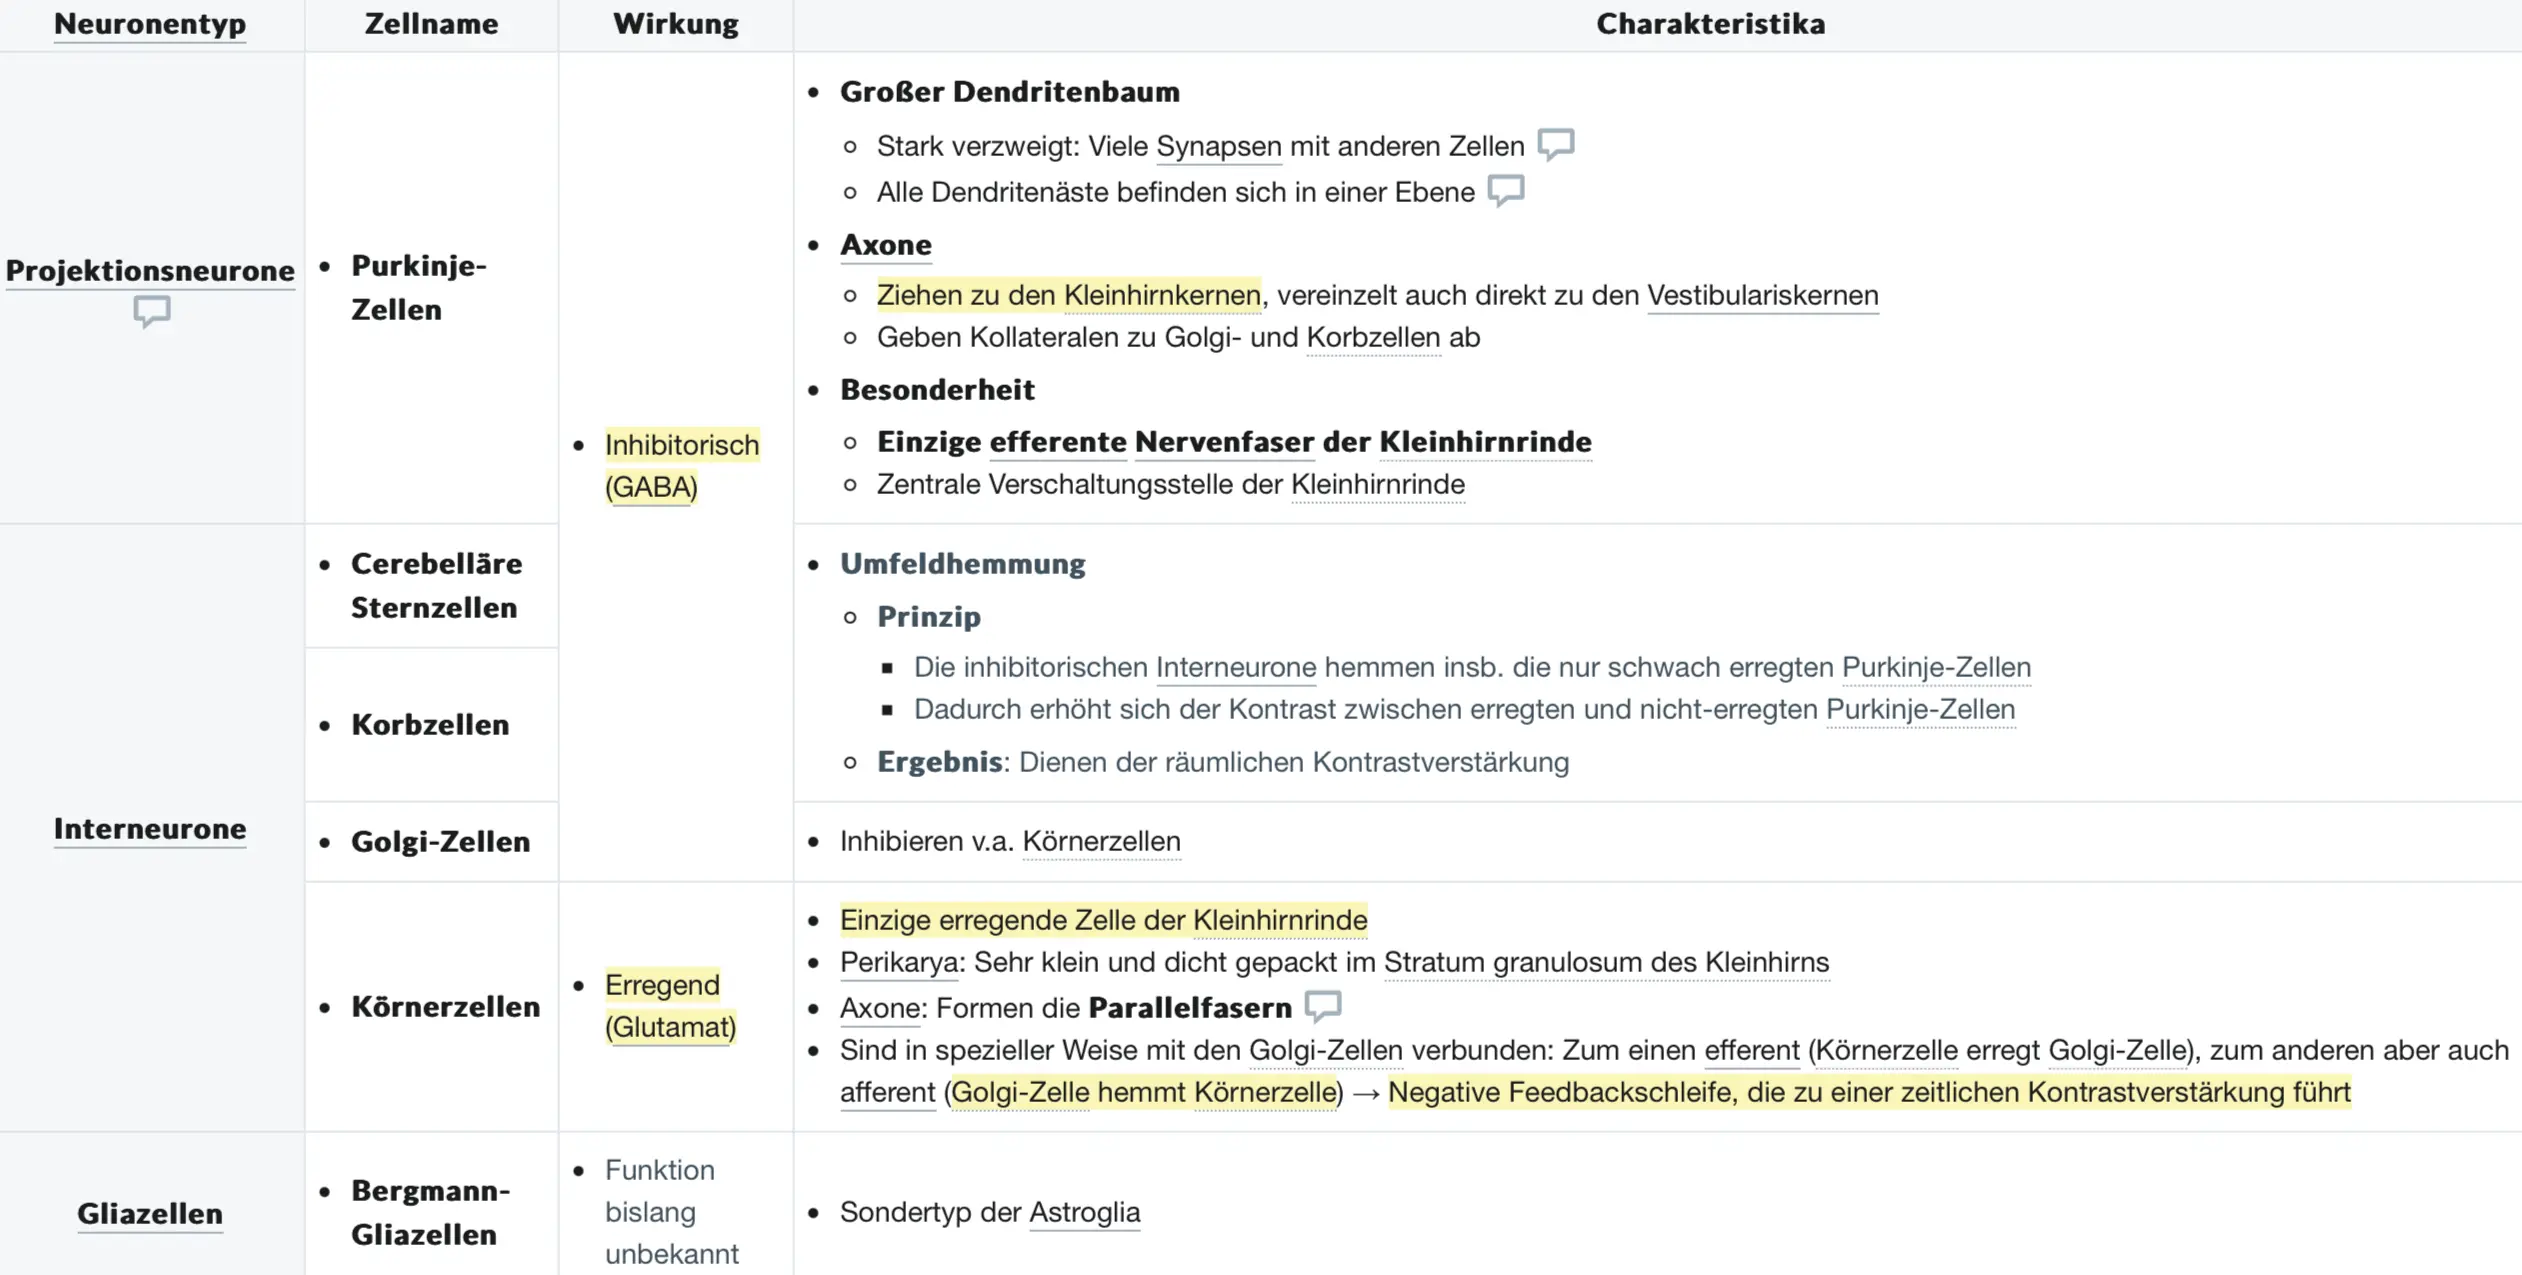 Neuronentyp Zellname Wirkung Charakteristika
Projektionsneurone
Purkinje-
Zellen
Inhibitorisch
(GABA)
Großer Dendritenbaum
Stark verzweigt: Viele Synapsen mit anderen Zellen
Alle Dendritenäste befinden sich in einer Ebene
Axone
Ziehen zu den Kleinhirnkernen, vereinzelt auch direkt zu den Vestibulariskernen
Geben Kollateralen zu Golgi- und Korbzellen ab
Besonderheit
Einzige efferente Nervenfaser der Kleinhirnrinde
Zentrale Verschaltungsstelle der Kleinhirnrinde
Interneurone
Cerebelläre
Sternzellen
Korbzellen
Umfeldhemmung
Prinzip
Die inhibitorischen Interneurone hemmen insb. die nur schwach erregten Purkinje-Zellen
Dadurch erhöht sich der Kontrast zwischen erregten und nicht-erregten Purkinje-Zellen
Ergebnis: Dienen der räumlichen Kontrastverstärkung
Golgi-Zellen
Inhibieren v.a. Körnerzellen
Körnerzellen
Erregend
(Glutamat)
Einzige erregende Zelle der Kleinhirnrinde
Perikarya: Sehr klein und dicht gepackt im Stratum granulosum des Kleinhirns
Axone: Formen die Parallelfasern
Sind in spezieller Weise mit den Golgi-Zellen verbunden: Zum einen efferent (Körnerzelle erregt Golgi-Zelle), zum anderen aber auch
afferent (Golgi-Zelle hemmt Körnerzelle) → Negative Feedbackschleife, die zu einer zeitlichen Kontrastverstärkung führt
Gliazellen
Bergmann-
Gliazellen
Funktion
bislang
unbekannt
Sondertyp der Astroglia